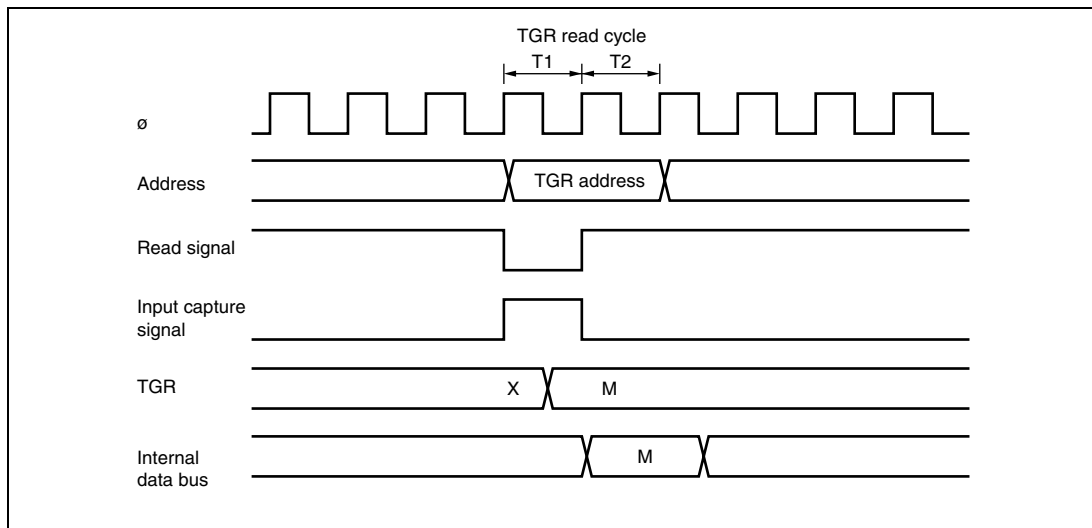 TGR read cycle
T1 T2
ø
Address TGR address
Read signal
Input capture
signal
TGR X M
Internal M
data bus